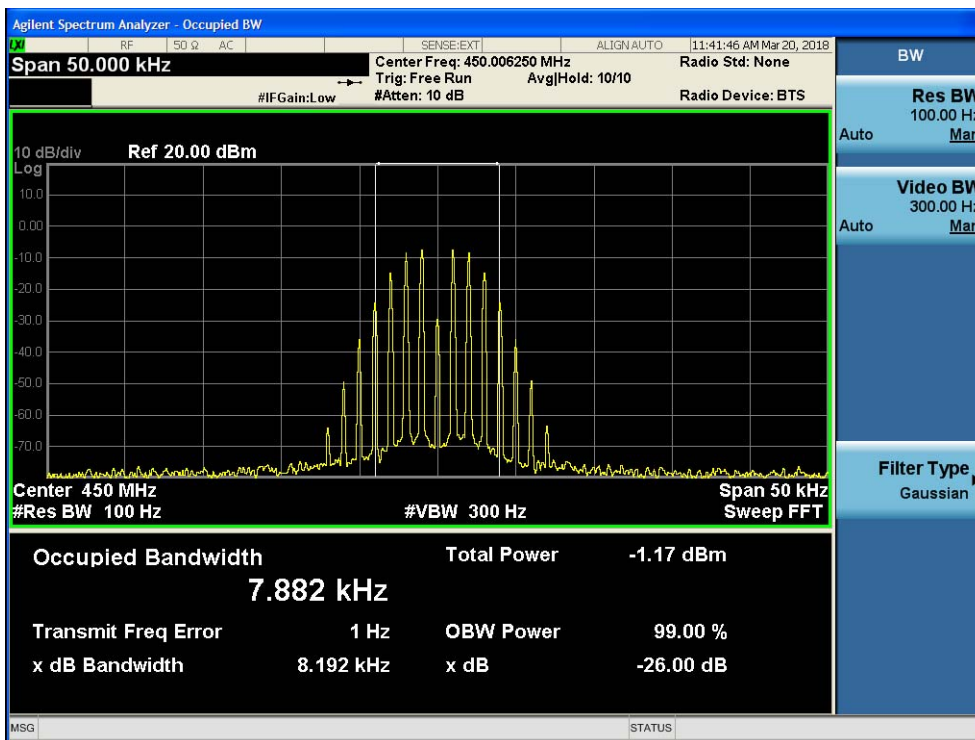 Agilent Spectrum Analyzer - Occupied BW
LXI RF 50 Ω AC SENSE:EXT ALIGN AUTO 11:41:46 AM Mar 20, 2018
Span 50.000 kHz
Center Freq: 450.006250 MHz
Radio Std: None
Trig: Free Run Avg|Hold: 10/10
#IFGain:Low #Atten: 10 dB Radio Device: BTS
10 dB/div Ref 20.00 dBm
Log
10.0
0.00
-10.0
-20.0
-30.0
-40.0
-50.0
-60.0
-70.0
Center 450 MHz Span 50 kHz
#Res BW 100 Hz #VBW 300 Hz Sweep FFT
Occupied Bandwidth Total Power -1.17 dBm
7.882 kHz
Transmit Freq Error 1 Hz OBW Power 99.00 %
x dB Bandwidth 8.192 kHz x dB -26.00 dB
MSG STATUS
BW
Res BW
100.00 Hz
Auto Man
Video BW
300.00 Hz
Auto Man
Filter Type
Gaussian